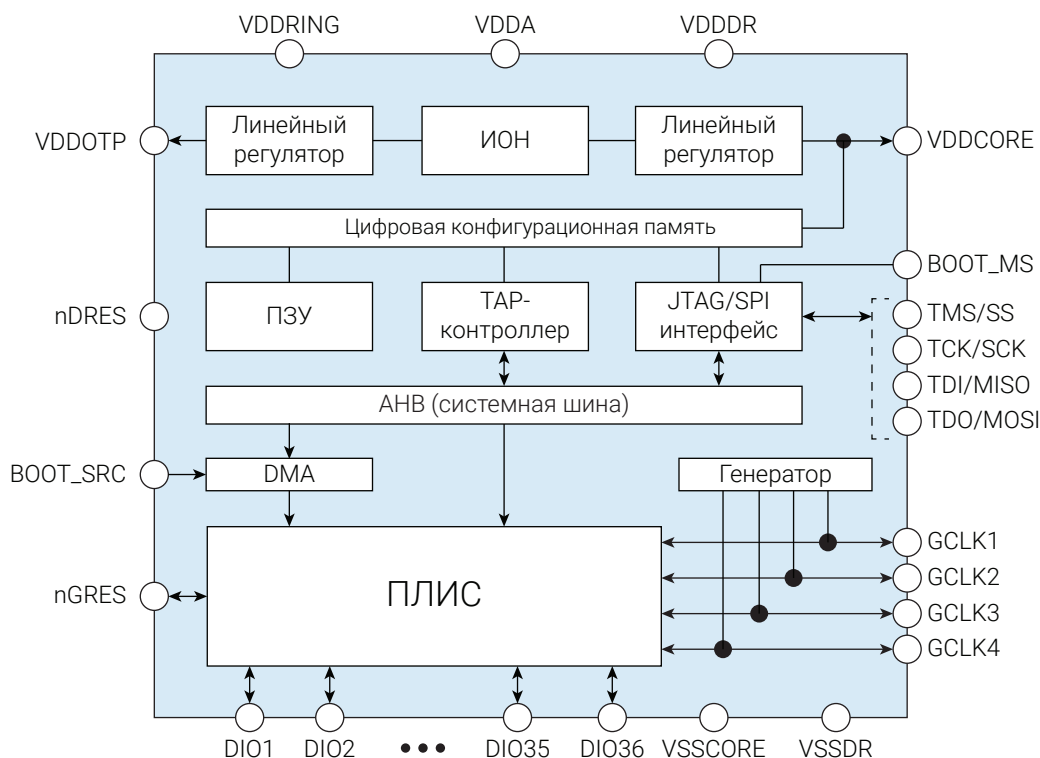 VDDRING
VDDA
VDDDR
VDDOTP
Линейный
регулятор
ИОН
Линейный
регулятор
VDDCORE
Цифровая конфигурационная память
BOOT_MS
nDRES
ПЗУ
TAP-
контроллер
JTAG/SPI
интерфейс
TMS/SS
TCK/SCK
TDI/MISO
TDO/MOSI
AHB (системная шина)
BOOT_SRC
DMA
Генератор
ПЛИС
nGRES
GCLK1
GCLK2
GCLK3
GCLK4
DIO1
DIO2
•••
DIO35
DIO36
VSSCORE
VSSDR